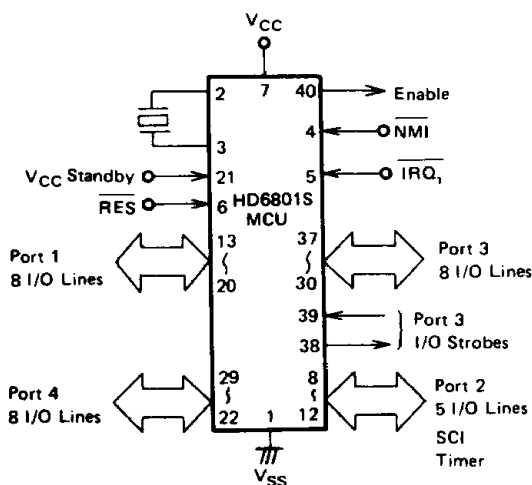 VCC
2 7 40 Enable
4 NMI
3
VCC Standby 21 5 IRQ1
RES 6 HD6801S
MCU
Port 1 13 37 Port 3
8 I/O Lines 20 30 8 I/O Lines
39 Port 3
38 I/O Strobes
Port 4 29 8 Port 2
8 I/O Lines 22 1 12 5 I/O Lines
SCI
VSS Timer